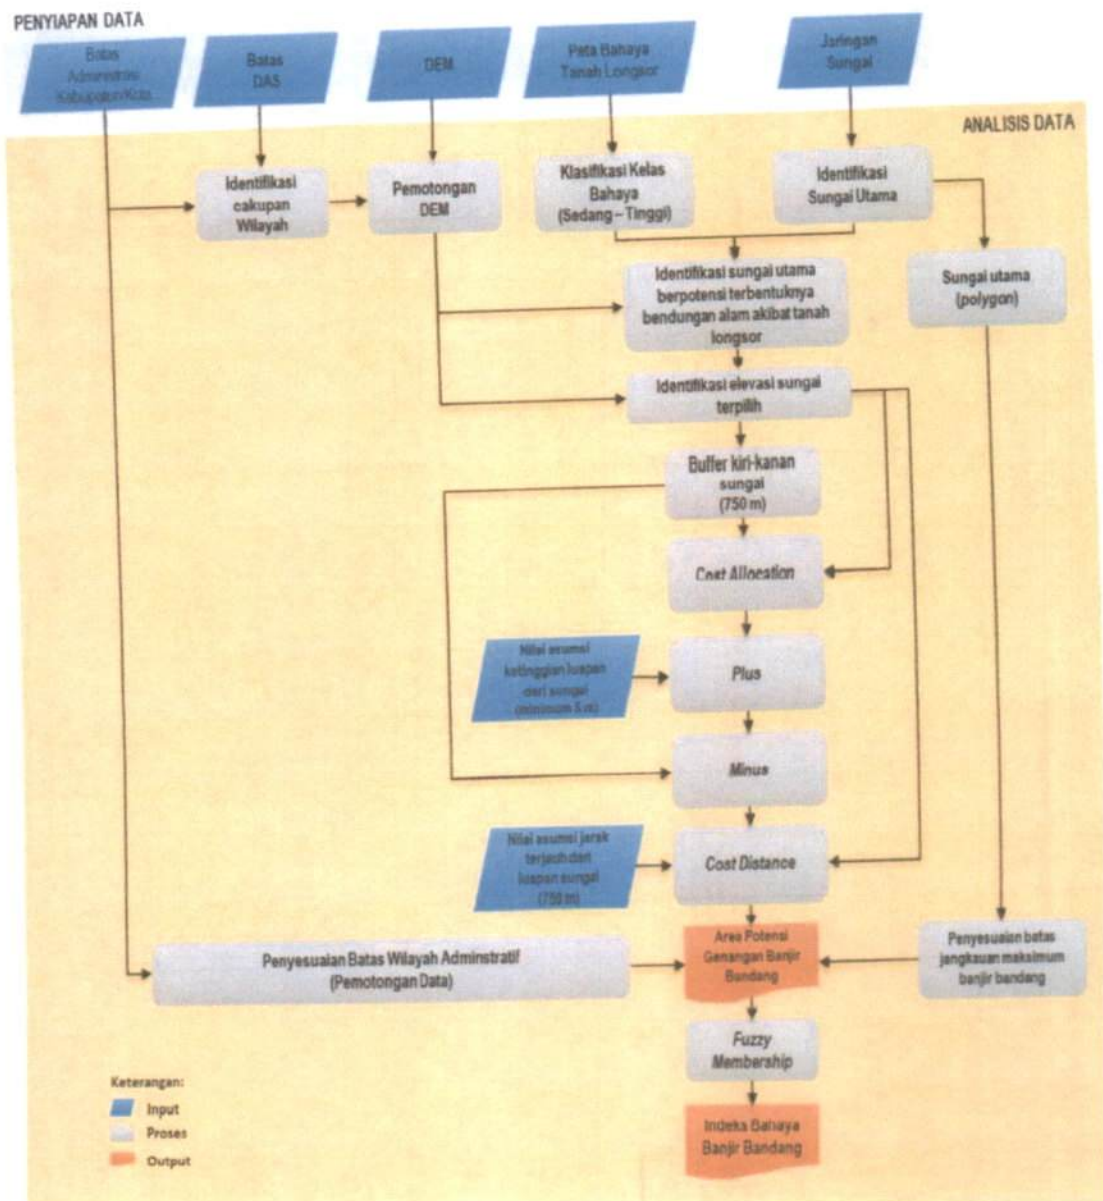 PENYIAPAN DATA
Batas
Administrasi
Kabupaten/Kota
Batas
DAS
DEM
Peta Bahaya
Tanah Longsor
Jaringan
Sungai
ANALISIS DATA
Identifikasi
cakupan
Wilayah
Pemotongan
DEM
Klasifikasi Kelas
Bahaya
(Sedang – Tinggi)
Identifikasi
Sungai Utama
Identifikasi sungai utama
berpotensi terbentuknya
bendungan alam akibat tanah
longsor
Sungai utama
(polygon)
Identifikasi elevasi sungai
terpilih
Buffer kiri-kanan
sungai
(750 m)
Cost Allocation
Nilai asumsi
ketinggian luapan
dari sungai
(minimum 5 m)
Plus
Minus
Nilai asumsi jarak
terjauh dari
luapan sungai
(750 m)
Cost Distance
Penyesuaian Batas Wilayah Adminstratif
(Pemotongan Data)
Area Potensi
Genangan Banjir
Bandang
Penyesuaian batas
jangkauan maksimum
banjir bandang
Fuzzy
Membership
Indeks Bahaya
Banjir Bandang
Keterangan:
Input
Proses
Output